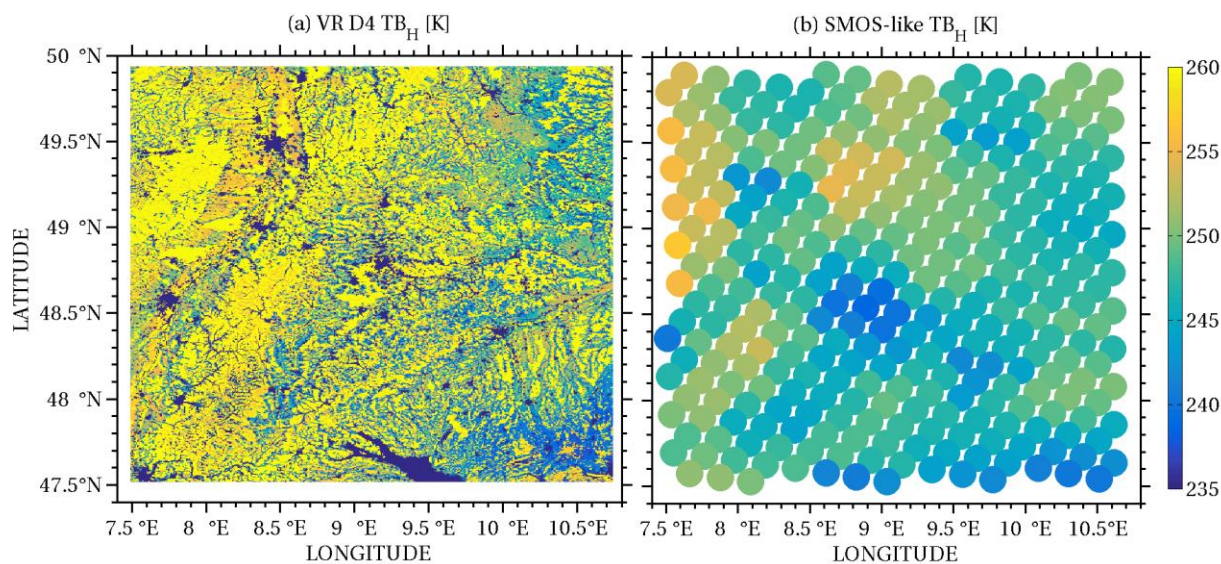 (a) VR D4 TB_H [K]
(b) SMOS-like TB_H [K]
50 °N
49.5°N
49 °N
48.5°N
48 °N
47.5°N
LATITUDE
7.5 °E
8 °E
8.5 °E
9 °E
9.5 °E
10 °E
10.5°E
LONGITUDE
7.5 °E
8 °E
8.5 °E
9 °E
9.5 °E
10 °E
10.5°E
LONGITUDE
260
255
250
245
240
235